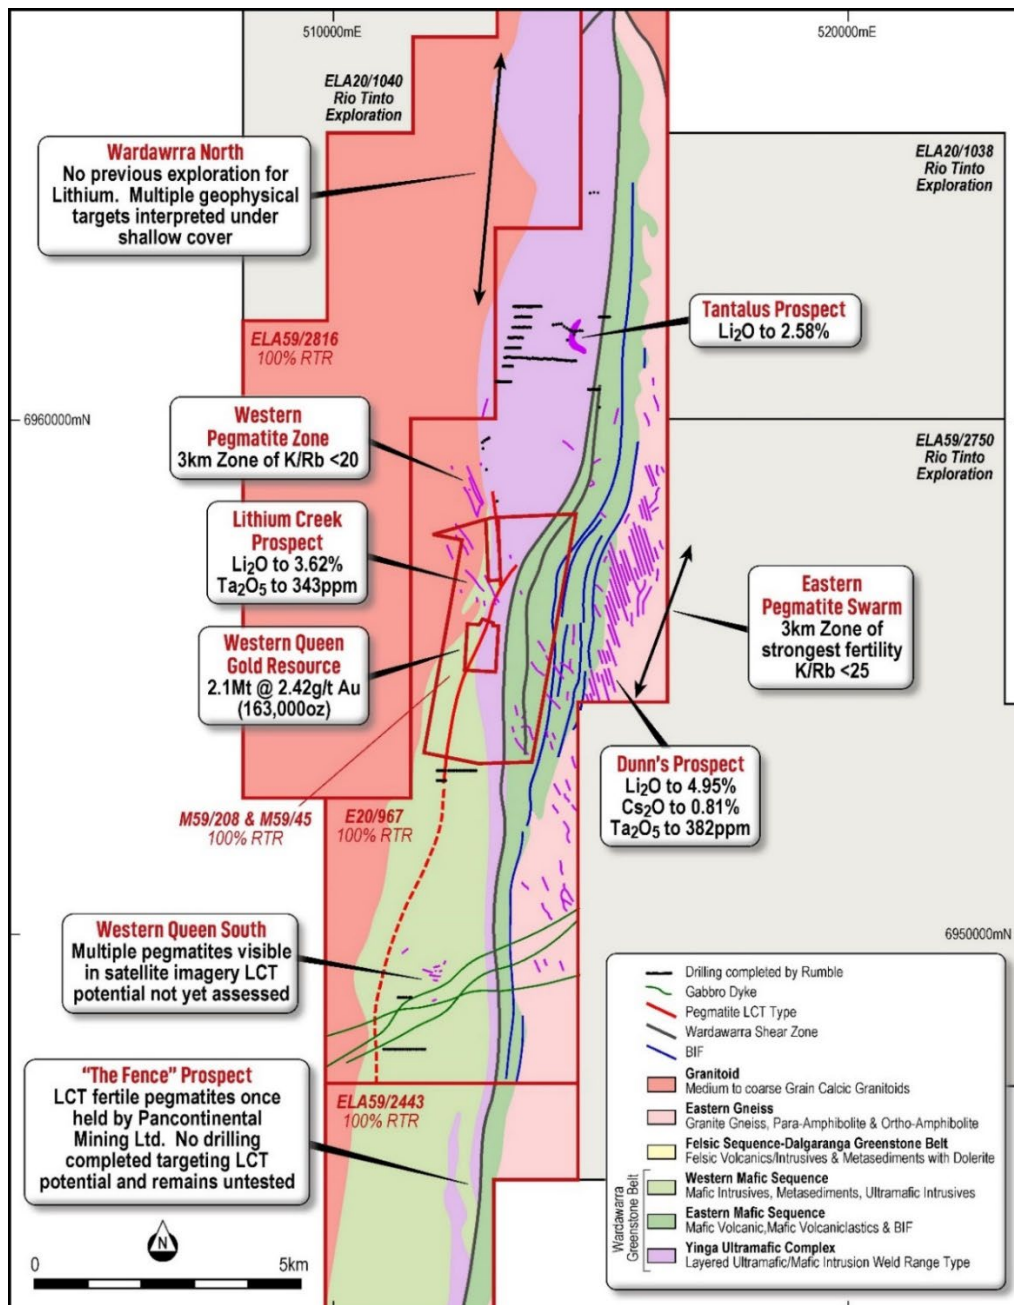 510000mE
520000mE
ELA20/1040
Rio Tinto
Exploration
Wardawrra North
No previous exploration for
Lithium. Multiple geophysical
targets interpreted under
shallow cover
ELA20/1038
Rio Tinto
Exploration
Tantalus Prospect
Li₂O to 2.58%
ELA59/2816
100% RTR
6960000mN
Western
Pegmatite Zone
3km Zone of K/Rb <20
ELA59/2750
Rio Tinto
Exploration
Lithium Creek
Prospect
Li₂O to 3.62%
Ta₂O₅ to 343ppm
Eastern
Pegmatite Swarm
3km Zone of
strongest fertility
K/Rb <25
Western Queen
Gold Resource
2.1Mt @ 2.42g/t Au
(163,000oz)
Dunn's Prospect
Li₂O to 4.95%
Cs₂O to 0.81%
Ta₂O₅ to 382ppm
M59/208 & M59/45
100% RTR
E20/967
100% RTR
Western Queen South
Multiple pegmatites visible
in satellite imagery LCT
potential not yet assessed
6950000mN
"The Fence" Prospect
LCT fertile pegmatites once
held by Pancontinental
Mining Ltd. No drilling
completed targeting LCT
potential and remains untested
ELA59/2443
100% RTR
N
0
5km
Drilling completed by Rumble
Gabbro Dyke
Pegmatite LCT Type
Wardawarra Shear Zone
BIF
Granitoid
Medium to coarse Grain Calcic Granitoids
Eastern Gneiss
Granite Gneiss, Para-Amphibolite & Ortho-Amphibolite
Felsic Sequence-Dalgaranga Greenstone Belt
Felsic Volcanics/Intrusives & Metasediments with Dolerite
Wardawarra
Greenstone Belt
Western Mafic Sequence
Mafic Intrusives, Metasediments, Ultramafic Intrusives
Eastern Mafic Sequence
Mafic Volcanic,Mafic Volcaniclastics & BIF
Yinga Ultramafic Complex
Layered Ultramafic/Mafic Intrusion Weld Range Type